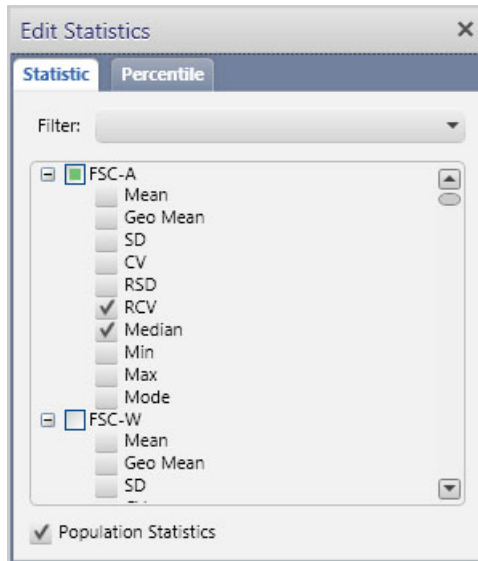 Edit Statistics
Statistic Percentile
Filter:
FSC-A
Mean
Geo Mean
SD
CV
RSD
RCV
Median
Min
Max
Mode
FSC-W
Mean
Geo Mean
SD
Population Statistics